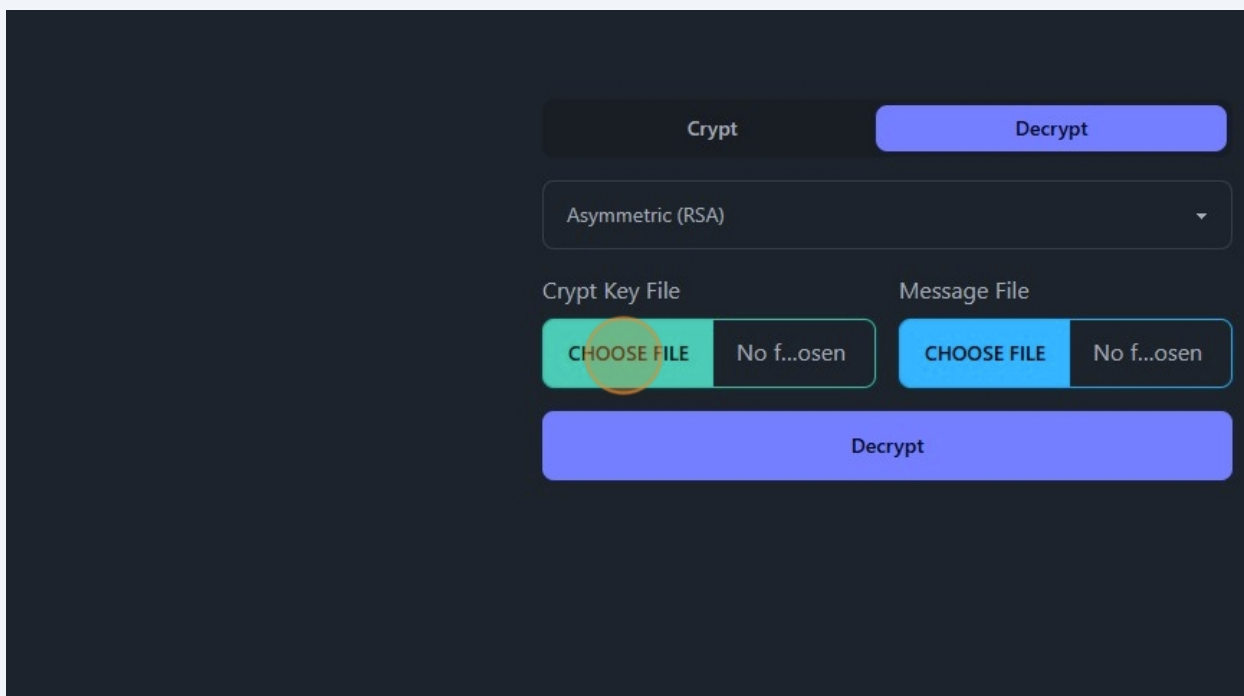 Crypt Decrypt
Asymmetric (RSA)
Crypt Key File Message File
CHOOSE FILE No f...osen CHOOSE FILE No f...osen
Decrypt